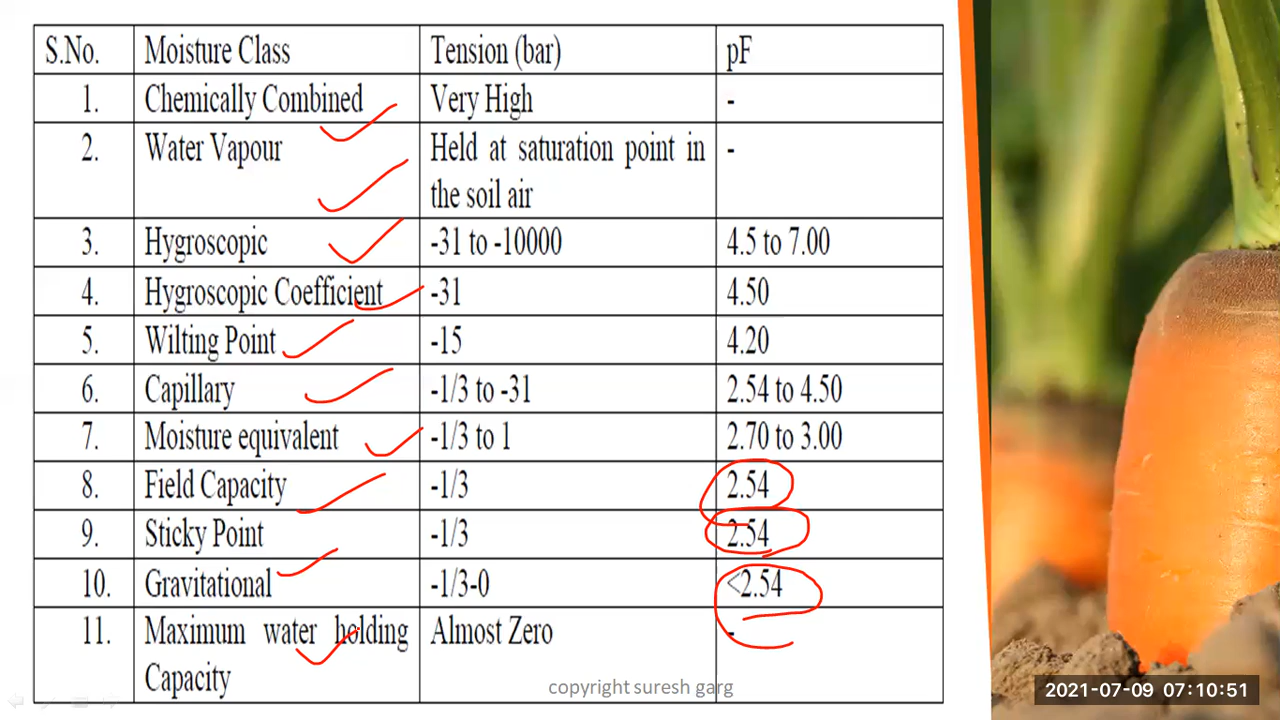 S.No. Moisture Class Tension (bar) pF
1. Chemically Combined Very High -
2. Water Vapour Held at saturation point in -
the soil air
3. Hygroscopic -31 to -10000 4.5 to 7.00
4. Hygroscopic Coefficient -31 4.50
5. Wilting Point -15 4.20
6. Capillary -1/3 to -31 2.54 to 4.50
7. Moisture equivalent -1/3 to 1 2.70 to 3.00
8. Field Capacity -1/3 2.54
9. Sticky Point -1/3 2.54
10. Gravitational -1/3-0 <2.54
11. Maximum water holding Almost Zero -
Capacity
copyright suresh garg
2021-07-09 07:10:51